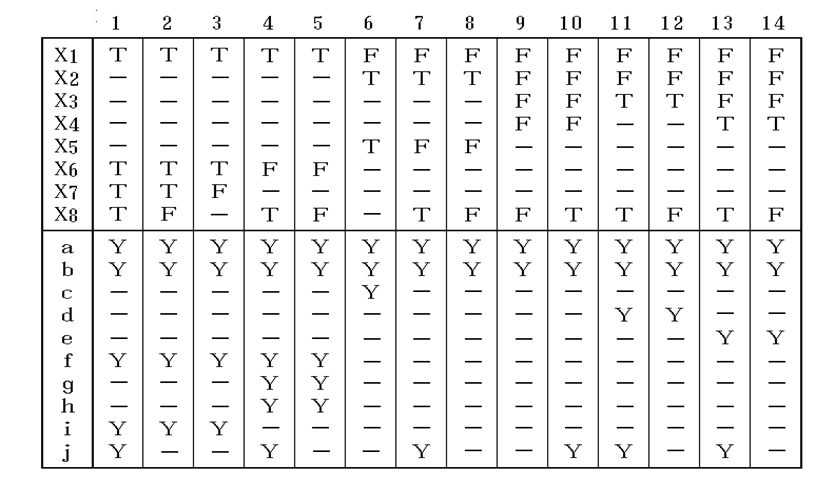 1 2 3 4 5 6 7 8 9 10 11 12 13 14
X1 T T T T T F F F F F F F F F
X2 — — — — — T T T F F F F F F
X3 — — — — — — — — F F T T F F
X4 — — — — — — — — F F — — T T
X5 — — — — — T F F — — — — — —
X6 T T T F F — — — — — — — — —
X7 T T F — — — — — — — — — — —
X8 T F — T F — T F F T T F T F
a Y Y Y Y Y Y Y Y Y Y Y Y Y Y
b Y Y Y Y Y Y Y Y Y Y Y Y Y Y
c — — — — — Y — — — — — — — —
d — — — — — — — — — — Y Y — —
e — — — — — — — — — — — — Y Y
f Y Y Y Y Y — — — — — — — — —
g — — — Y Y — — — — — — — — —
h — — — Y Y — — — — — — — — —
i Y Y Y — — — — — — — — — — —
j Y — — Y — — Y — — Y Y — Y —